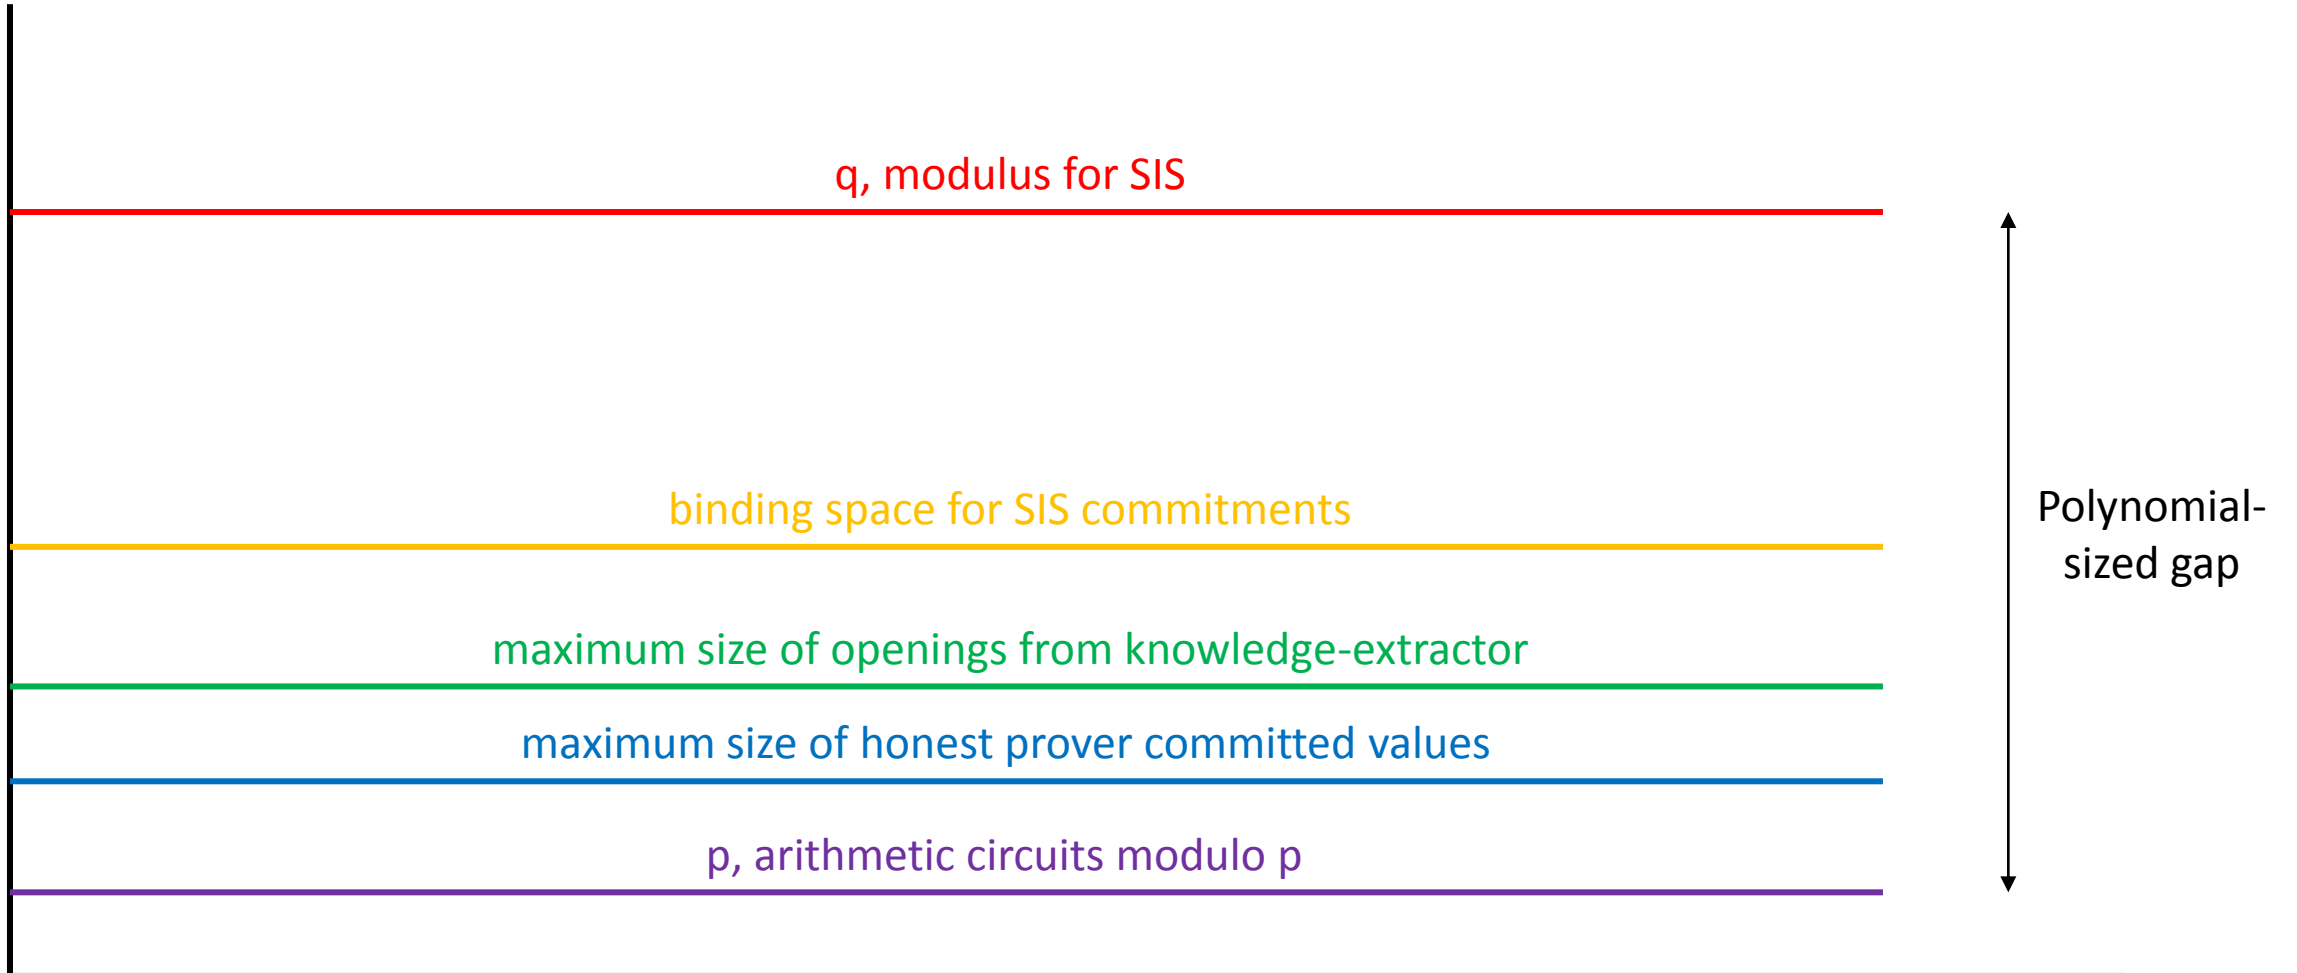 q, modulus for SIS
binding space for SIS commitments
Polynomial-
sized gap
maximum size of openings from knowledge-extractor
maximum size of honest prover committed values
p, arithmetic circuits modulo p